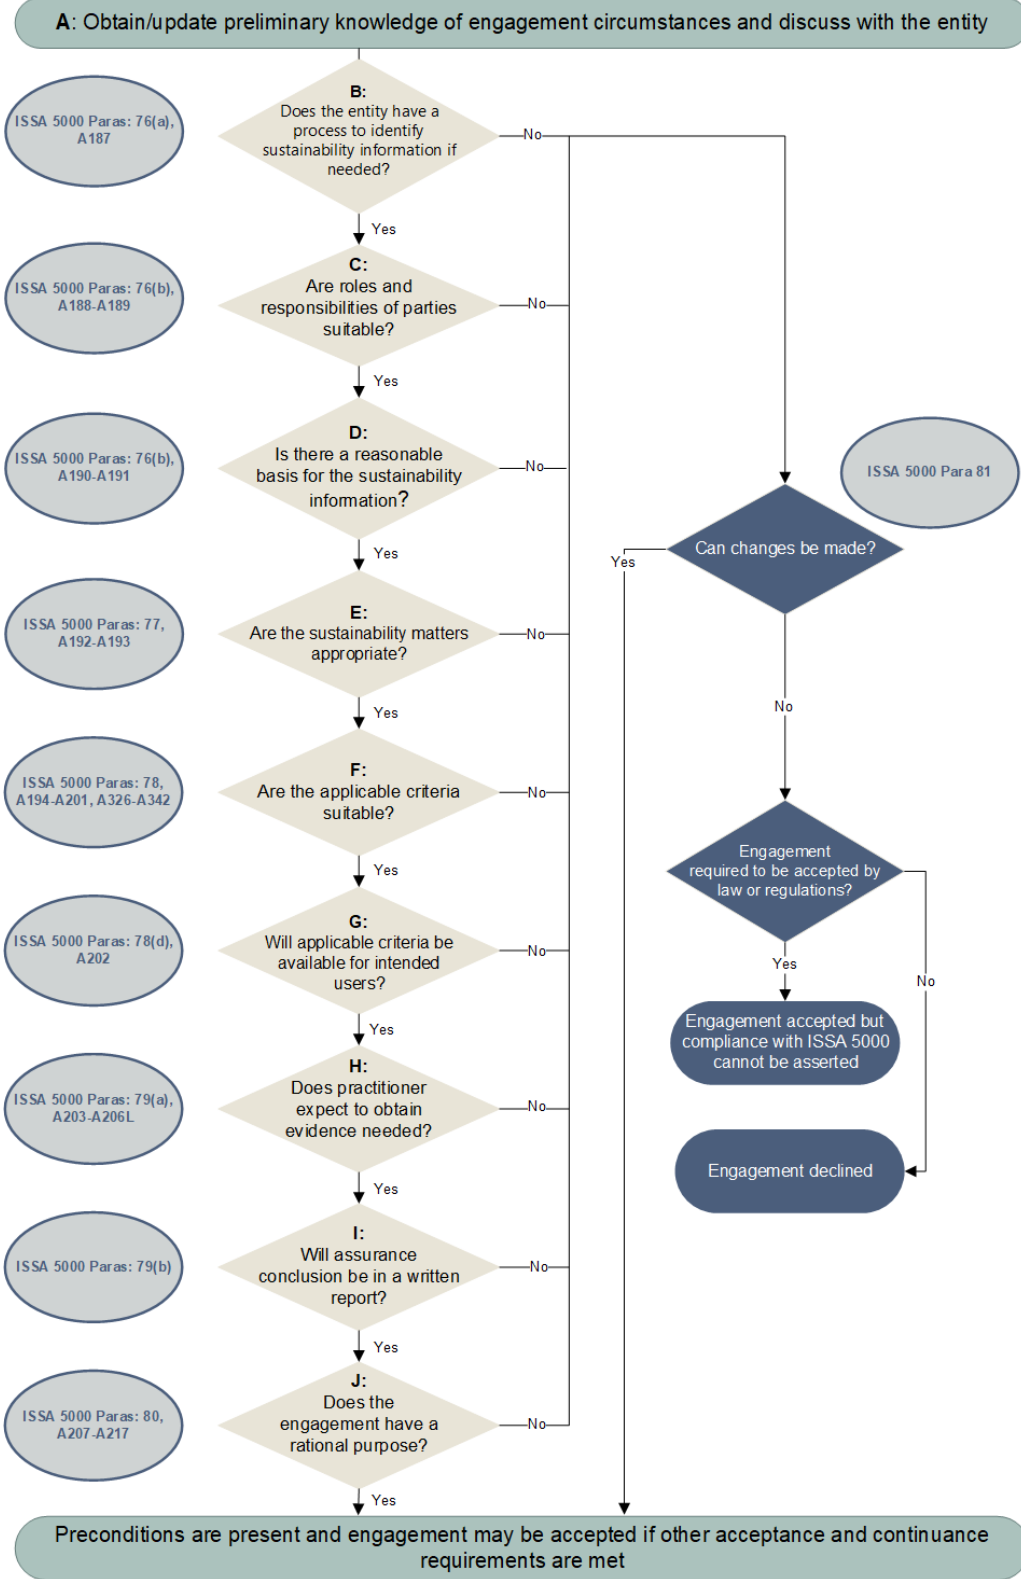 A: Obtain/update preliminary knowledge of engagement circumstances and discuss with the entity
ISSA 5000 Paras: 76(a),
A187
B:
Does the entity have a
process to identify
sustainability information if
needed?
No
Yes
ISSA 5000 Paras: 76(b),
A188-A189
C:
Are roles and
responsibilities of parties
suitable?
No
Yes
ISSA 5000 Paras: 76(b),
A190-A191
D:
Is there a reasonable
basis for the sustainability
information?
No
Yes
ISSA 5000 Para 81
Can changes be made?
Yes
No
ISSA 5000 Paras: 77,
A192-A193
E:
Are the sustainability matters
appropriate?
No
Yes
ISSA 5000 Paras: 78,
A194-A201, A326-A342
F:
Are the applicable criteria
suitable?
No
Yes
Engagement
required to be accepted by
law or regulations?
Yes
No
ISSA 5000 Paras: 78(d),
A202
G:
Will applicable criteria be
available for intended
users?
No
Yes
Engagement accepted but
compliance with ISSA 5000
cannot be asserted
ISSA 5000 Paras: 79(a),
A203-A206L
H:
Does practitioner
expect to obtain
evidence needed?
No
Yes
Engagement declined
ISSA 5000 Paras: 79(b)
I:
Will assurance
conclusion be in a written
report?
No
Yes
ISSA 5000 Paras: 80,
A207-A217
J:
Does the
engagement have a
rational purpose?
No
Yes
Preconditions are present and engagement may be accepted if other acceptance and continuance
requirements are met